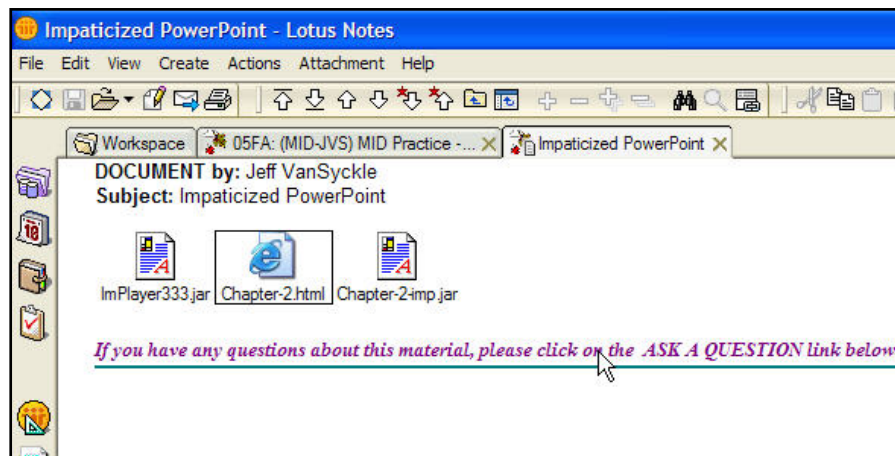 Impaticized PowerPoint - Lotus Notes
File Edit View Create Actions Attachment Help
Workspace 05FA: (MID-JVS) MID Practice -... Impaticized PowerPoint
DOCUMENT by: Jeff VanSyckle
Subject: Impaticized PowerPoint
ImPlayer333.jar Chapter-2.html Chapter-2-imp.jar
If you have any questions about this material, please click on the ASK A QUESTION link below